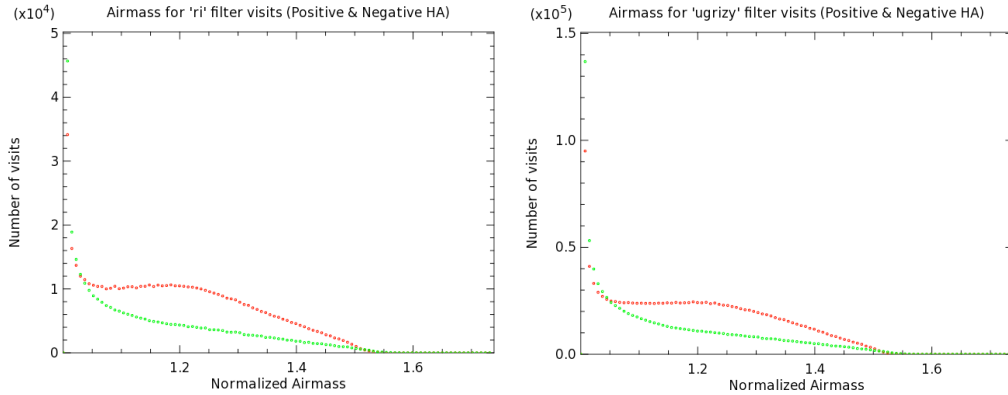 Airmass for 'ri' filter visits (Positive & Negative HA)
(x10⁴)
5
4
3
2
1
0
Number of visits
1.2
1.4
1.6
Normalized Airmass
Airmass for 'ugrizy' filter visits (Positive & Negative HA)
(x10⁵)
1.5
1.0
0.5
0.0
Number of visits
1.2
1.4
1.6
Normalized Airmass